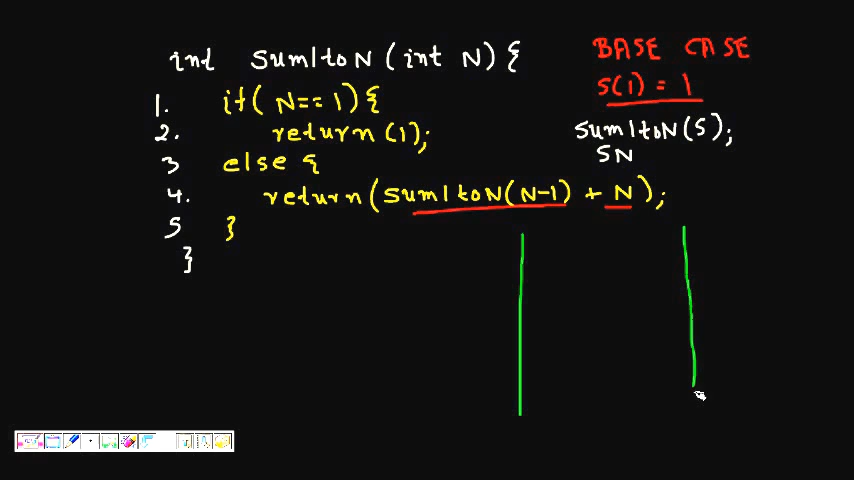 int sum1toN (int N) {
1. if( N==1) {
2. return (1);
3 else {
4. return (sum1toN(N-1) + N);
5 }
}
BASE CASE
S(1) = 1
sum1toN(5);
5N